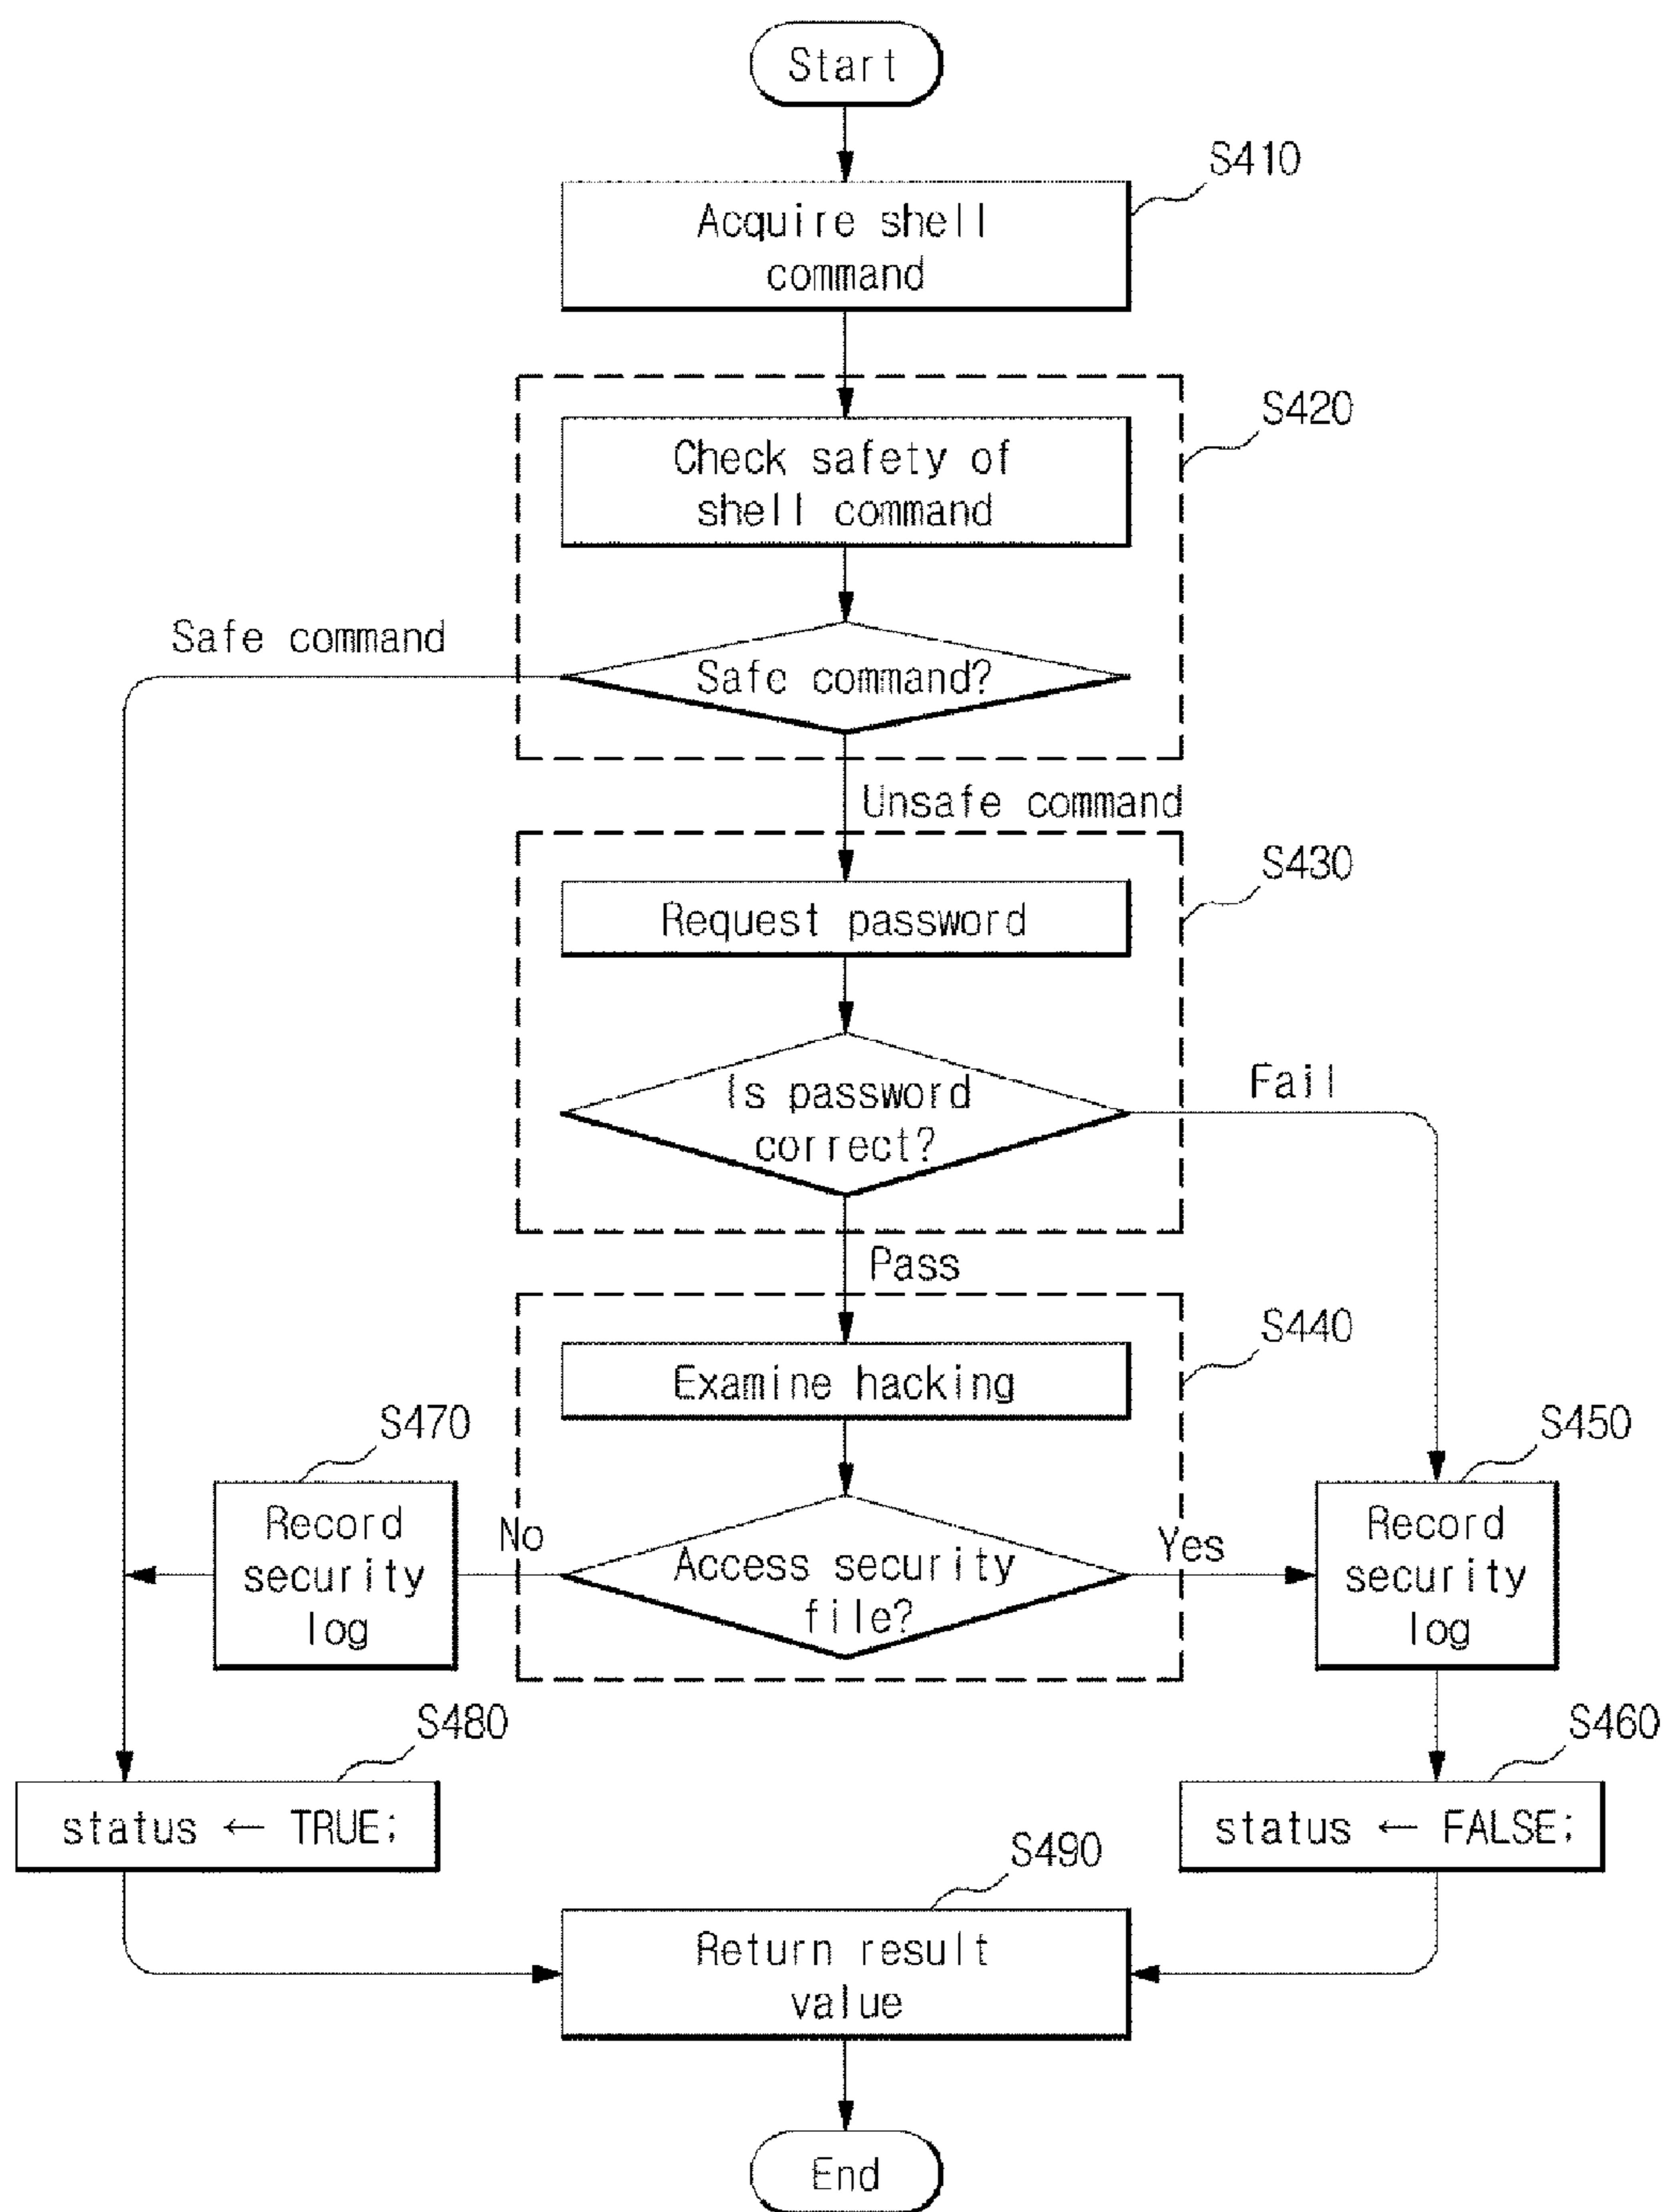 Start
S410
Acquire shell
command
S420
Check safety of
shell command
Safe command
Safe command?
Unsafe command
S430
Request password
Is password
correct?
Fail
Pass
S440
Examine hacking
S470
S450
Record
security
log
No
Access security
file?
Yes
Record
security
log
S480
S460
status ← TRUE;
status ← FALSE;
S490
Return result
value
End